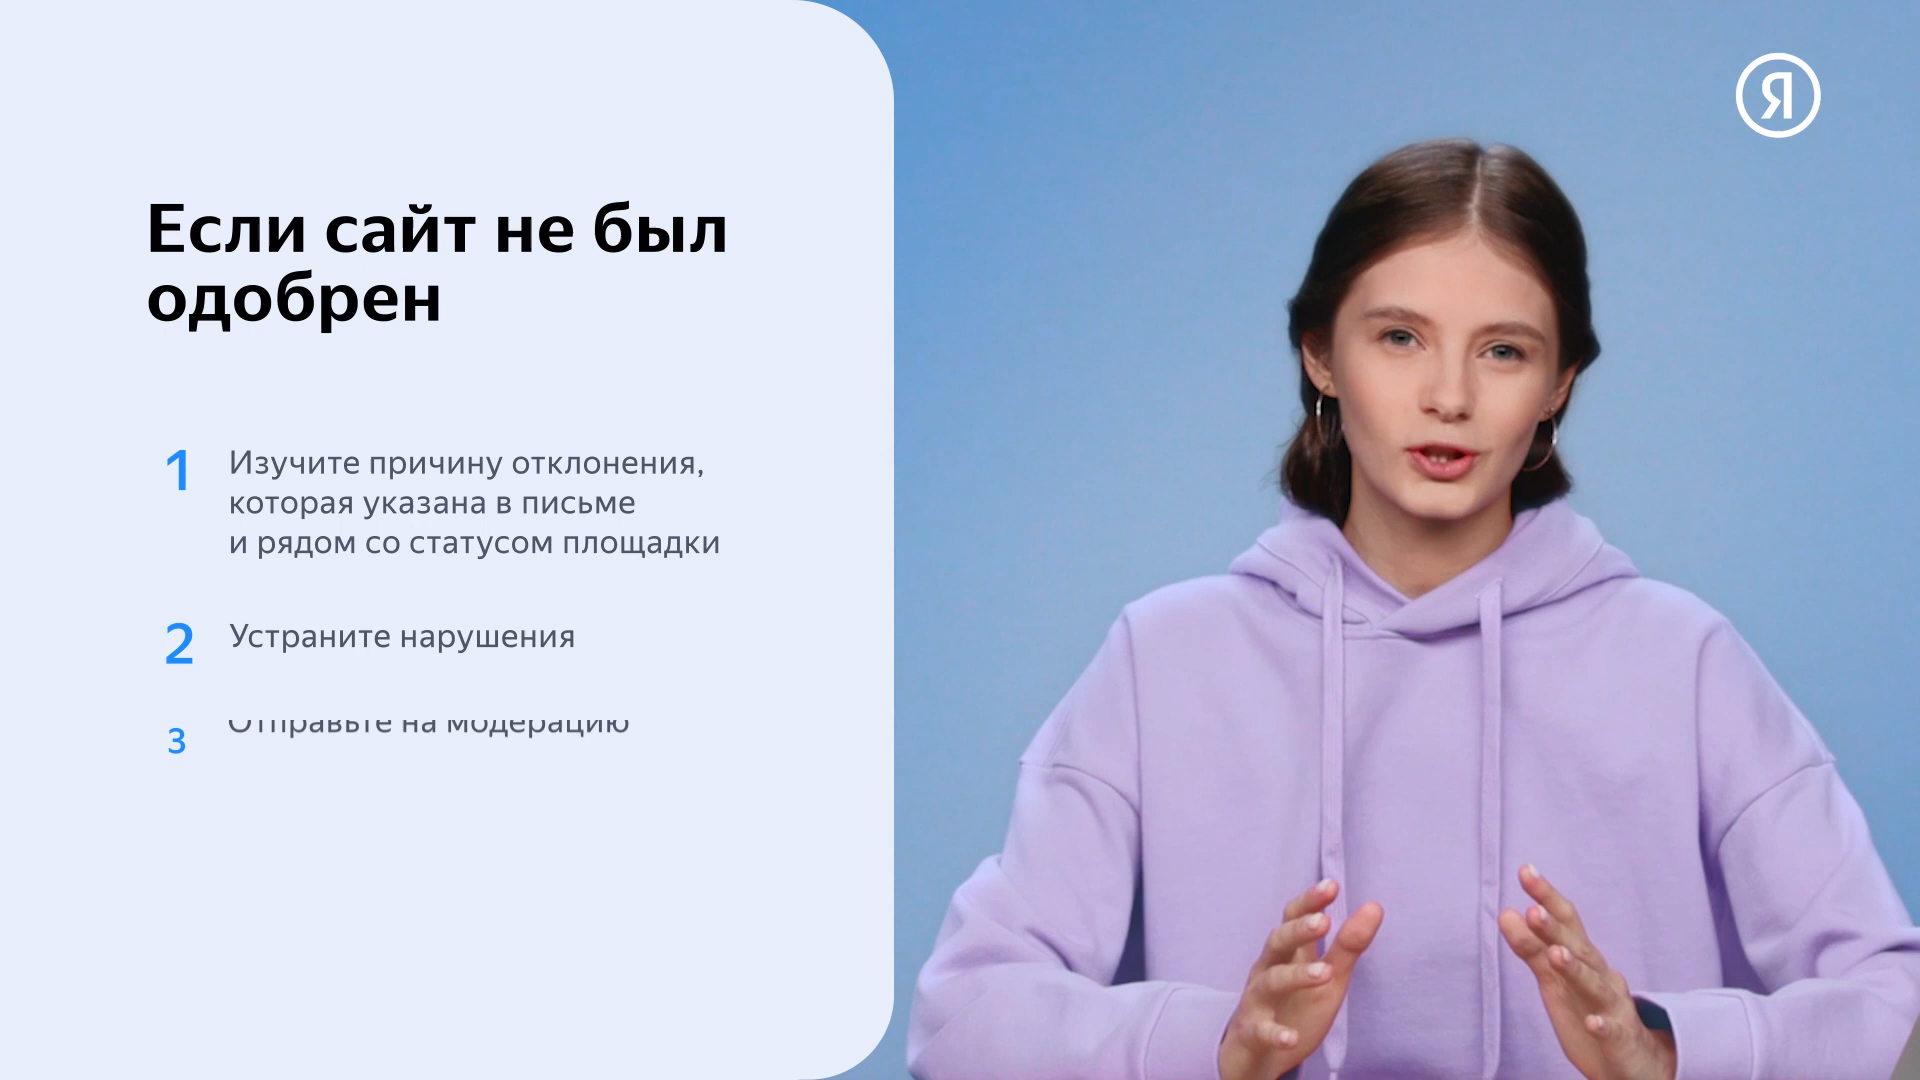 Я
Если сайт не был
одобрен
1 Изучите причину отклонения,
которая указана в письме
и рядом со статусом площадки
2 Устраните нарушения
3 Отправьте на модерацию